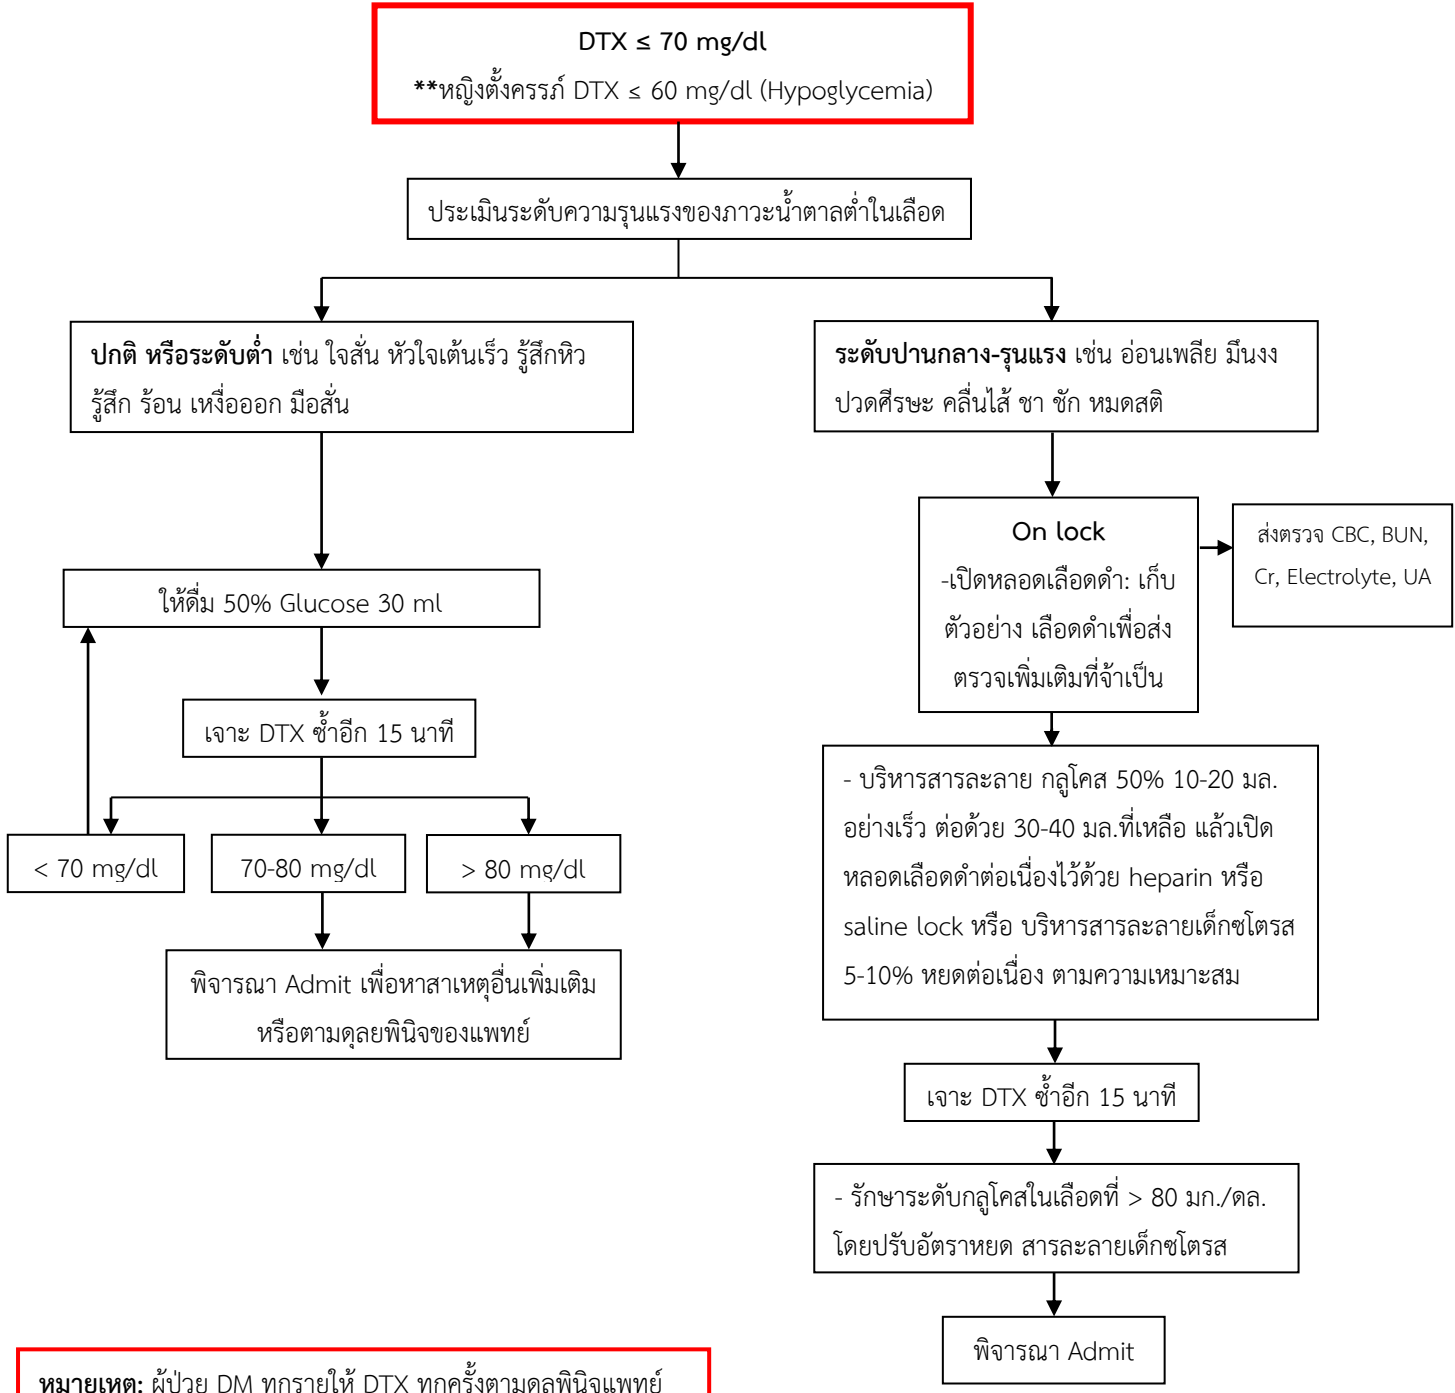 DTX ≤ 70 mg/dl
**หญิงตั้งครรภ์ DTX ≤ 60 mg/dl (Hypoglycemia)
ประเมินระดับความรุนแรงของภาวะน้ำตาลต่ำในเลือด
ปกติ หรือระดับต่ำ เช่น ใจสั่น หัวใจเต้นเร็ว รู้สึกหิว
รู้สึก ร้อน เหงื่อออก มือสั่น
ให้ดื่ม 50% Glucose 30 ml
เจาะ DTX ซ้ำอีก 15 นาที
< 70 mg/dl
70-80 mg/dl
> 80 mg/dl
พิจารณา Admit เพื่อหาสาเหตุอื่นเพิ่มเติม
หรือตามดุลยพินิจของแพทย์
ระดับปานกลาง-รุนแรง เช่น อ่อนเพลีย มึนงง
ปวดศีรษะ คลื่นไส้ ชา ชัก หมดสติ
On lock
-เปิดหลอดเลือดดำ: เก็บ
ตัวอย่าง เลือดดำเพื่อส่ง
ตรวจเพิ่มเติมที่จ้าเป็น
ส่งตรวจ CBC, BUN,
Cr, Electrolyte, UA
- บริหารสารละลาย กลูโคส 50% 10-20 มล.
อย่างเร็ว ต่อด้วย 30-40 มล.ที่เหลือ แล้วเปิด
หลอดเลือดดำต่อเนื่องไว้ด้วย heparin หรือ
saline lock หรือ บริหารสารละลายเด็กซโตรส
5-10% หยดต่อเนื่อง ตามความเหมาะสม
เจาะ DTX ซ้ำอีก 15 นาที
- รักษาระดับกลูโคสในเลือดที่ > 80 มก./ดล.
โดยปรับอัตราหยด สารละลายเด็กซโตรส
พิจารณา Admit
หมายเหตุ: ผู้ป่วย DM ทุกรายให้ DTX ทุกครั้งตามดุลพินิจแพทย์